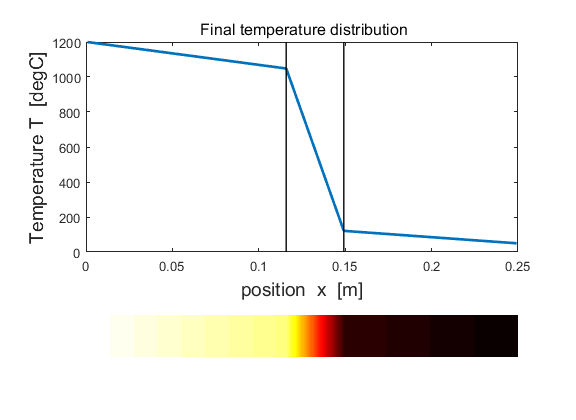 Final temperature distribution
1200
1000
800
600
400
200
0
Temperature T [degC]
0 0.05 0.1 0.15 0.2 0.25
position x [m]